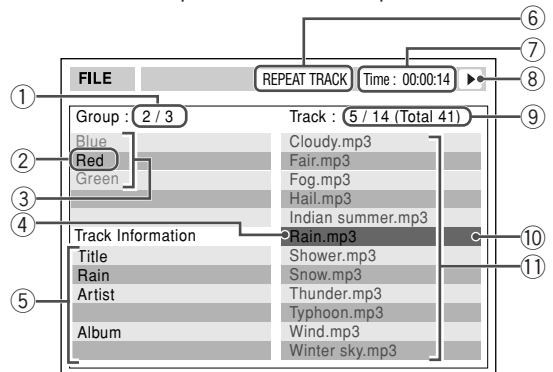 ⑥
⑦
FILE REPEAT TRACK Time : 00:00:14 ⑧
①
Group : 2 / 3 Track : 5 / 14 (Total 41) ⑨
Blue Cloudy.mp3
② Red Fair.mp3
Green Fog.mp3
③ Hail.mp3
④ Indian summer.mp3
Track Information Rain.mp3 ⑩
Title Shower.mp3 ⑪
Rain Snow.mp3
⑤ Artist Thunder.mp3
Typhoon.mp3
Album Wind.mp3
Winter sky.mp3